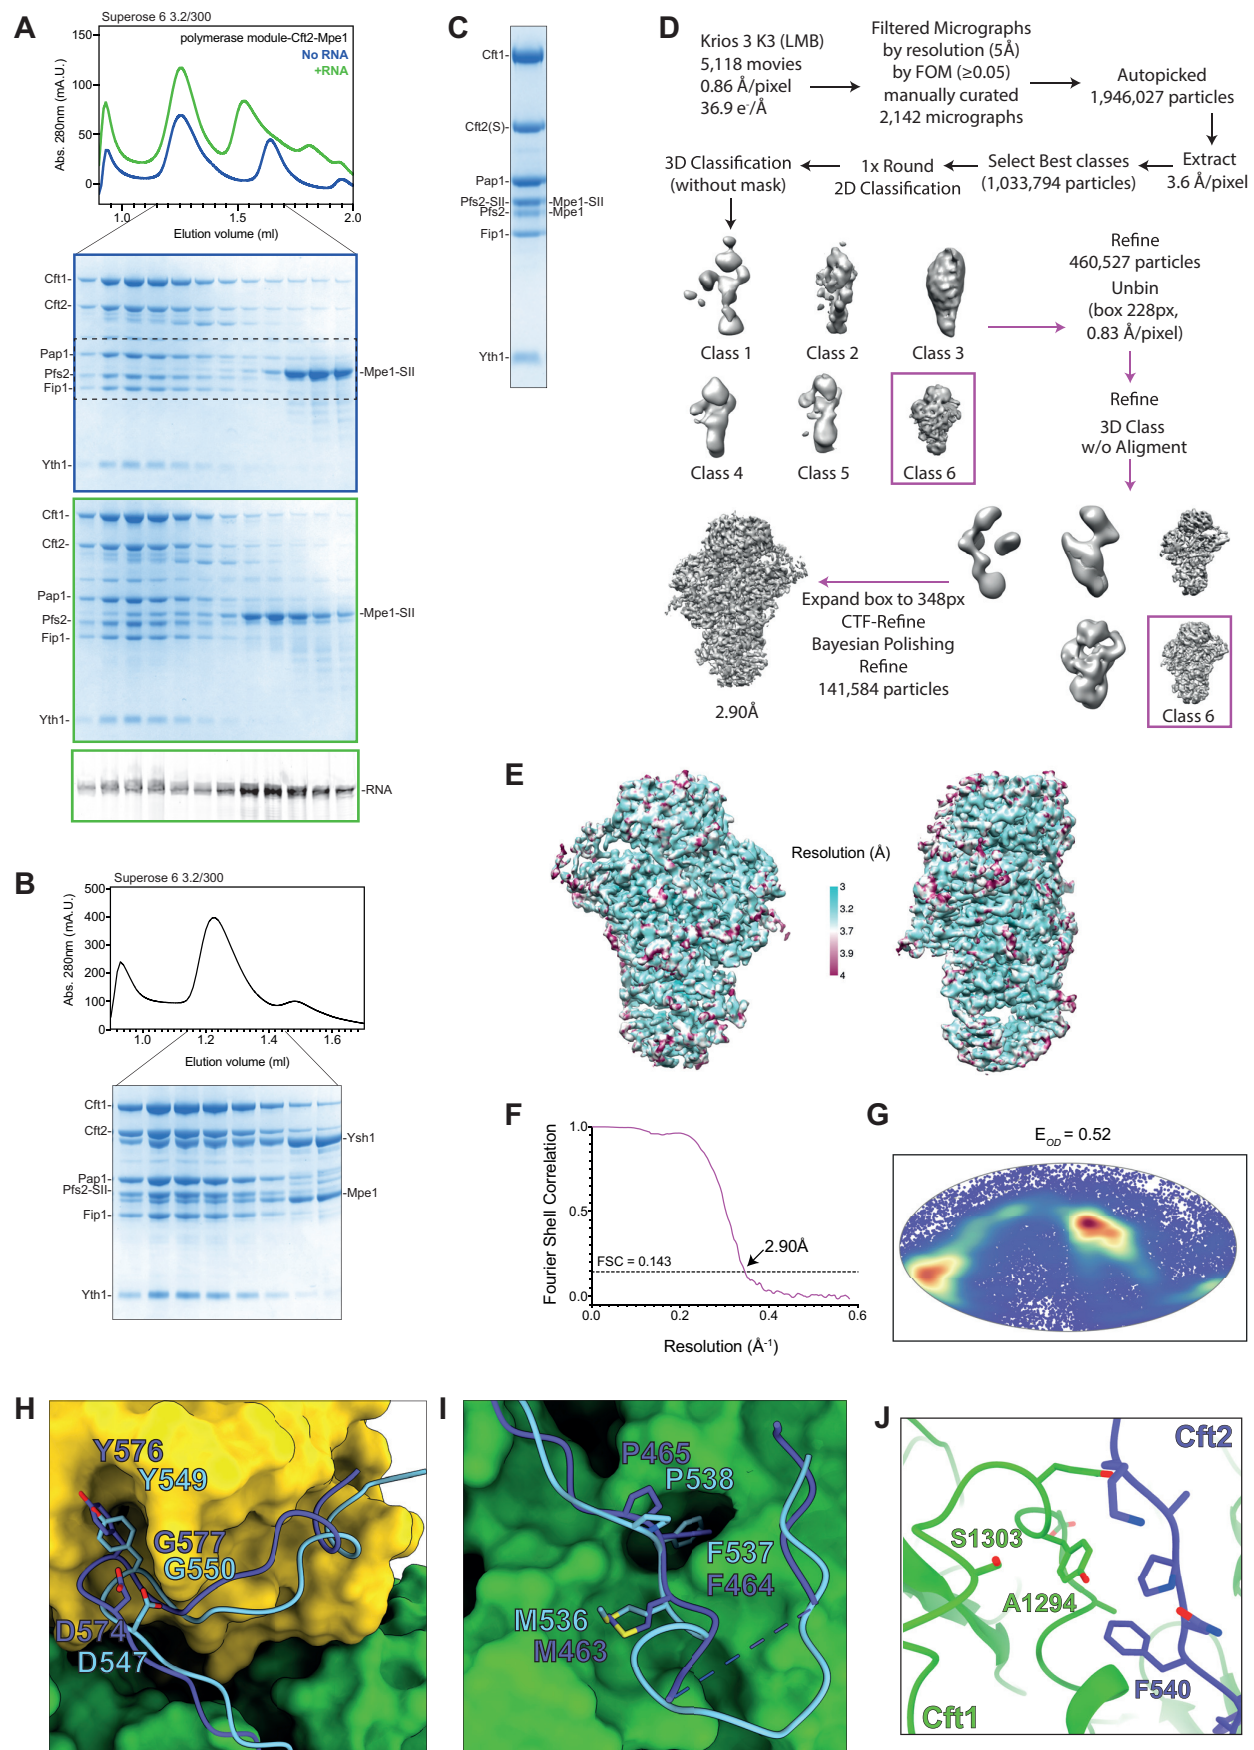 A
Superose 6 3.2/300
polymerase module-Cft2-Mpe1
No RNA
+RNA
Abs. 280nm (mA.U.)
150
100
50
0
1.0
1.5
2.0
Elution volume (ml)
Cft1-
Cft2-
Pap1-
Pfs2-
Fip1-
Yth1-
-Mpe1-SII
Cft1-
Cft2-
Pap1-
Pfs2-
Fip1-
Yth1-
-Mpe1-SII
-RNA
B
Superose 6 3.2/300
Abs. 280nm (mA.U.)
500
400
300
200
100
0
1.0
1.2
1.4
1.6
Elution volume (ml)
Cft1-
Cft2-
Pap1-
Pfs2-SII-
Fip1-
Yth1-
-Ysh1
-Mpe1
C
Cft1-
Cft2(S)-
Pap1-
Pfs2-SII-
Pfs2-
Fip1-
Yth1-
-Mpe1-SII
-Mpe1
D
Krios 3 K3 (LMB)
5,118 movies
0.86 Å/pixel
36.9 e-/Å
Filtered Micrographs
by resolution (5Å)
by FOM (≥0.05)
manually curated
2,142 micrographs
Autopicked
1,946,027 particles
Extract
3.6 Å/pixel
Select Best classes
(1,033,794 particles)
1x Round
2D Classification
3D Classification
(without mask)
Class 1
Class 2
Class 3
Class 4
Class 5
Class 6
Refine
460,527 particles
Unbin
(box 228px,
0.83 Å/pixel)
Refine
3D Class
w/o Aligment
Class 6
Expand box to 348px
CTF-Refine
Bayesian Polishing
Refine
141,584 particles
2.90Å
E
Resolution (Å)
3
3.2
3.7
3.9
4
F
Fourier Shell Correlation
1.0
0.5
0.0
FSC = 0.143
2.90Å
0.0
0.2
0.4
0.6
Resolution (Å-1)
G
EOD = 0.52
H
Y576
Y549
G577
G550
D574
D547
I
P465
P538
F537
F464
M536
M463
J
Cft2
S1303
A1294
F540
Cft1